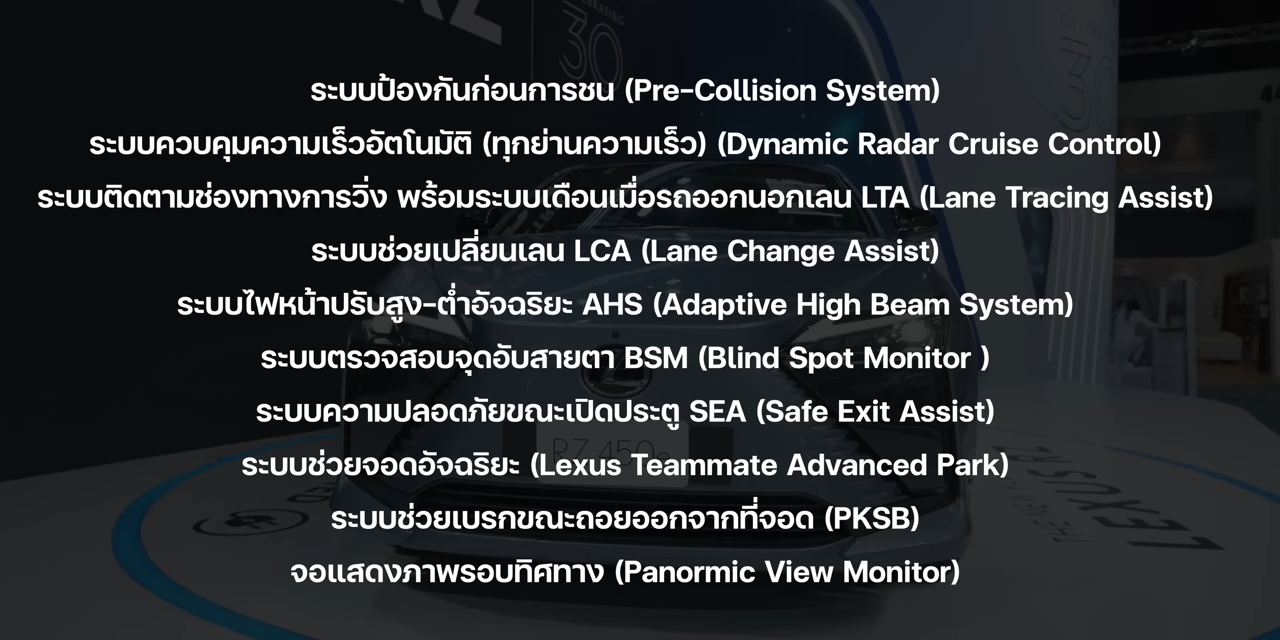 RZ
CELEBRATING
30
30
ระบบป้องกันก่อนการชน (Pre-Collision System)
ระบบควบคุมความเร็วอัตโนมัติ (ทุกย่านความเร็ว) (Dynamic Radar Cruise Control)
ระบบติดตามช่องทางการวิ่ง พร้อมระบบเดือนเมื่อรถออกนอกเลน LTA (Lane Tracing Assist)
ระบบช่วยเปลี่ยนเลน LCA (Lane Change Assist)
ระบบไฟหน้าปรับสูง-ต่ำอัจฉริยะ AHS (Adaptive High Beam System)
ระบบตรวจสอบจุดอับสายตา BSM (Blind Spot Monitor )
ระบบความปลอดภัยขณะเปิดประตู SEA (Safe Exit Assist)
RZ 450e
ระบบช่วยจอดอัจฉริยะ (Lexus Teammate Advanced Park)
LEXUS
ระบบช่วยเบรกขณะถอยออกจากที่จอด (PKSB)
จอแสดงภาพรอบทิศทาง (Panormic View Monitor)